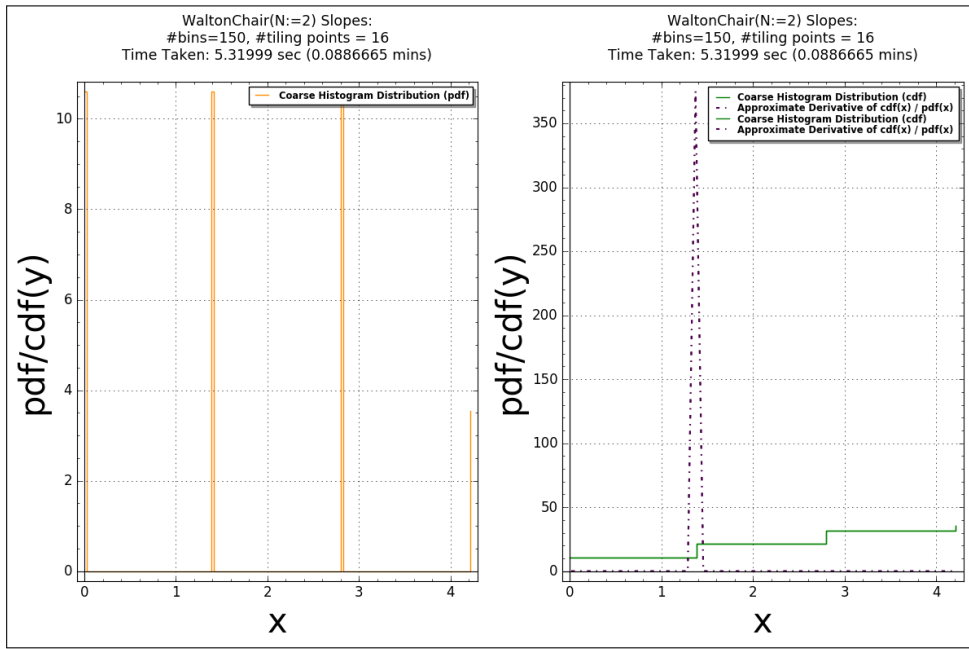 WaltonChair(N:=2) Slopes:
#bins=150, #tiling points = 16
Time Taken: 5.31999 sec (0.0886665 mins)
Coarse Histogram Distribution (pdf)
pdf/cdf(y)
10
8
6
4
2
0
0 1 2 3 4
x
WaltonChair(N:=2) Slopes:
#bins=150, #tiling points = 16
Time Taken: 5.31999 sec (0.0886665 mins)
Coarse Histogram Distribution (cdf)
Approximate Derivative of cdf(x) / pdf(x)
Coarse Histogram Distribution (cdf)
Approximate Derivative of cdf(x) / pdf(x)
pdf/cdf(y)
350
300
250
200
150
100
50
0
0 1 2 3 4
x